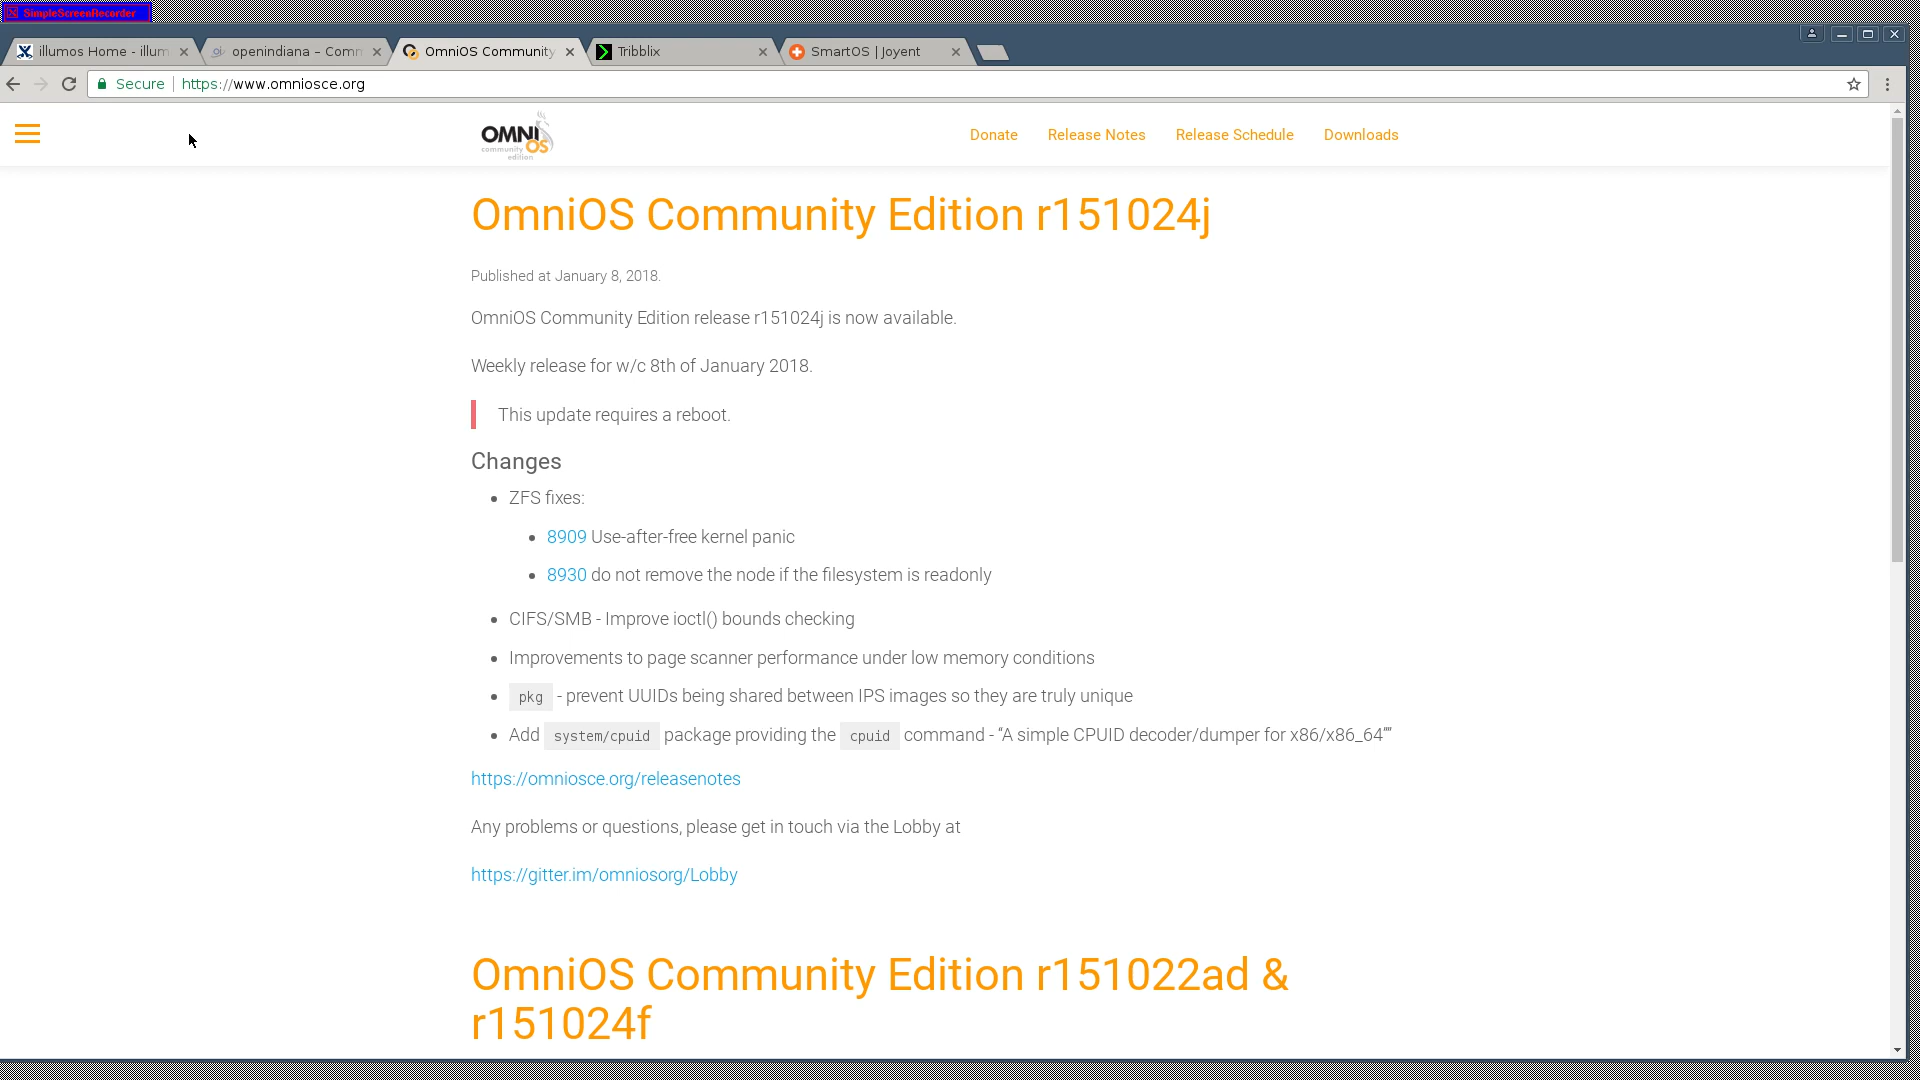 SimpleScreenRecorder
illumos Home - illum
openindiana – Comm
OmniOS Community
Tribblix
SmartOS | Joyent
Secure
https://www.omniosce.org
OMNI OS
community
edition
Donate
Release Notes
Release Schedule
Downloads
OmniOS Community Edition r151024j
Published at January 8, 2018.
OmniOS Community Edition release r151024j is now available.
Weekly release for w/c 8th of January 2018.
This update requires a reboot.
Changes
ZFS fixes:
8909 Use-after-free kernel panic
8930 do not remove the node if the filesystem is readonly
CIFS/SMB - Improve ioctl() bounds checking
Improvements to page scanner performance under low memory conditions
pkg - prevent UUIDs being shared between IPS images so they are truly unique
Add system/cpuid package providing the cpuid command - “A simple CPUID decoder/dumper for x86/x86_64””
https://omniosce.org/releasenotes
Any problems or questions, please get in touch via the Lobby at
https://gitter.im/omniosorg/Lobby
OmniOS Community Edition r151022ad &
r151024f